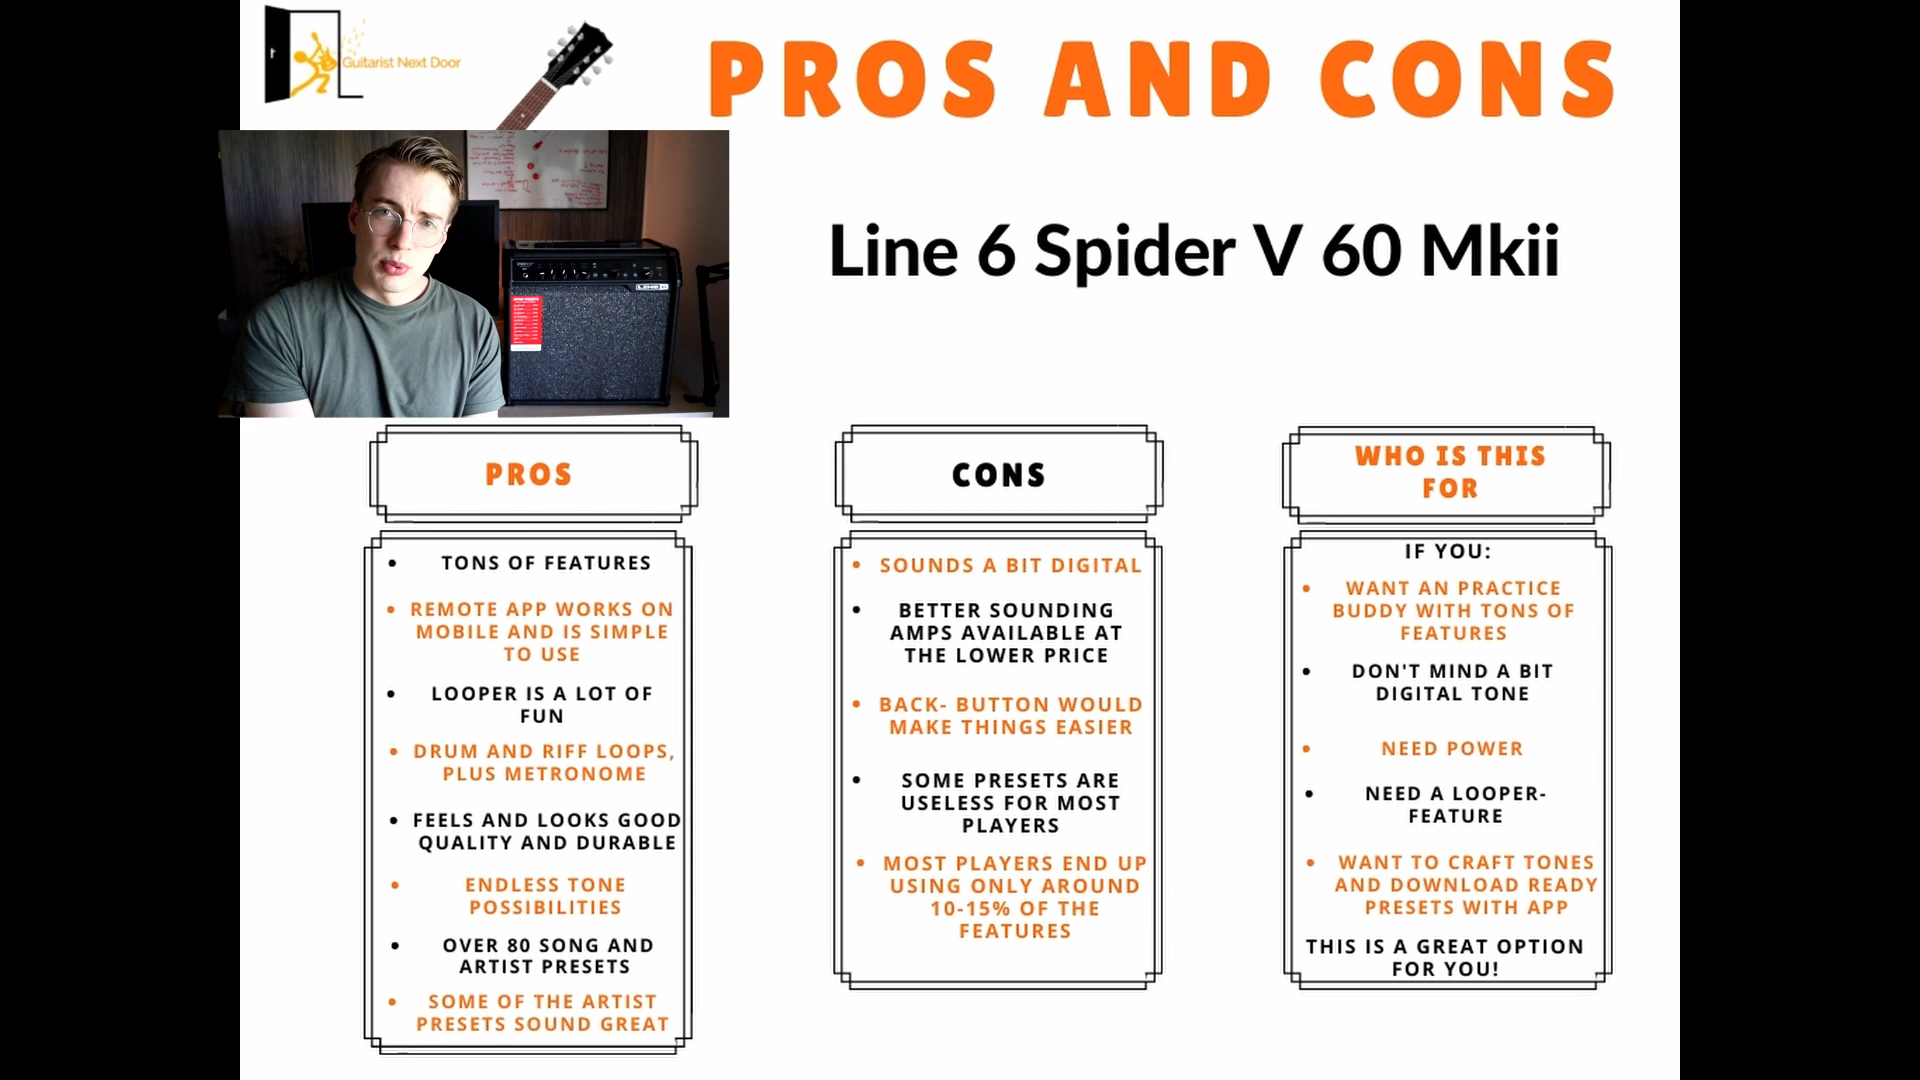 Guitarist Next Door
PROS AND CONS
Line 6 Spider V 60 Mkii
PROS
• TONS OF FEATURES
• REMOTE APP WORKS ON
MOBILE AND IS SIMPLE
TO USE
• LOOPER IS A LOT OF
FUN
• DRUM AND RIFF LOOPS,
PLUS METRONOME
• FEELS AND LOOKS GOOD
QUALITY AND DURABLE
• ENDLESS TONE
POSSIBILITIES
• OVER 80 SONG AND
ARTIST PRESETS
• SOME OF THE ARTIST
PRESETS SOUND GREAT
CONS
• SOUNDS A BIT DIGITAL
• BETTER SOUNDING
AMPS AVAILABLE AT
THE LOWER PRICE
• BACK- BUTTON WOULD
MAKE THINGS EASIER
• SOME PRESETS ARE
USELESS FOR MOST
PLAYERS
• MOST PLAYERS END UP
USING ONLY AROUND
10-15% OF THE
FEATURES
WHO IS THIS
FOR
IF YOU:
• WANT AN PRACTICE
BUDDY WITH TONS OF
FEATURES
• DON'T MIND A BIT
DIGITAL TONE
• NEED POWER
• NEED A LOOPER-
FEATURE
• WANT TO CRAFT TONES
AND DOWNLOAD READY
PRESETS WITH APP
THIS IS A GREAT OPTION
FOR YOU!